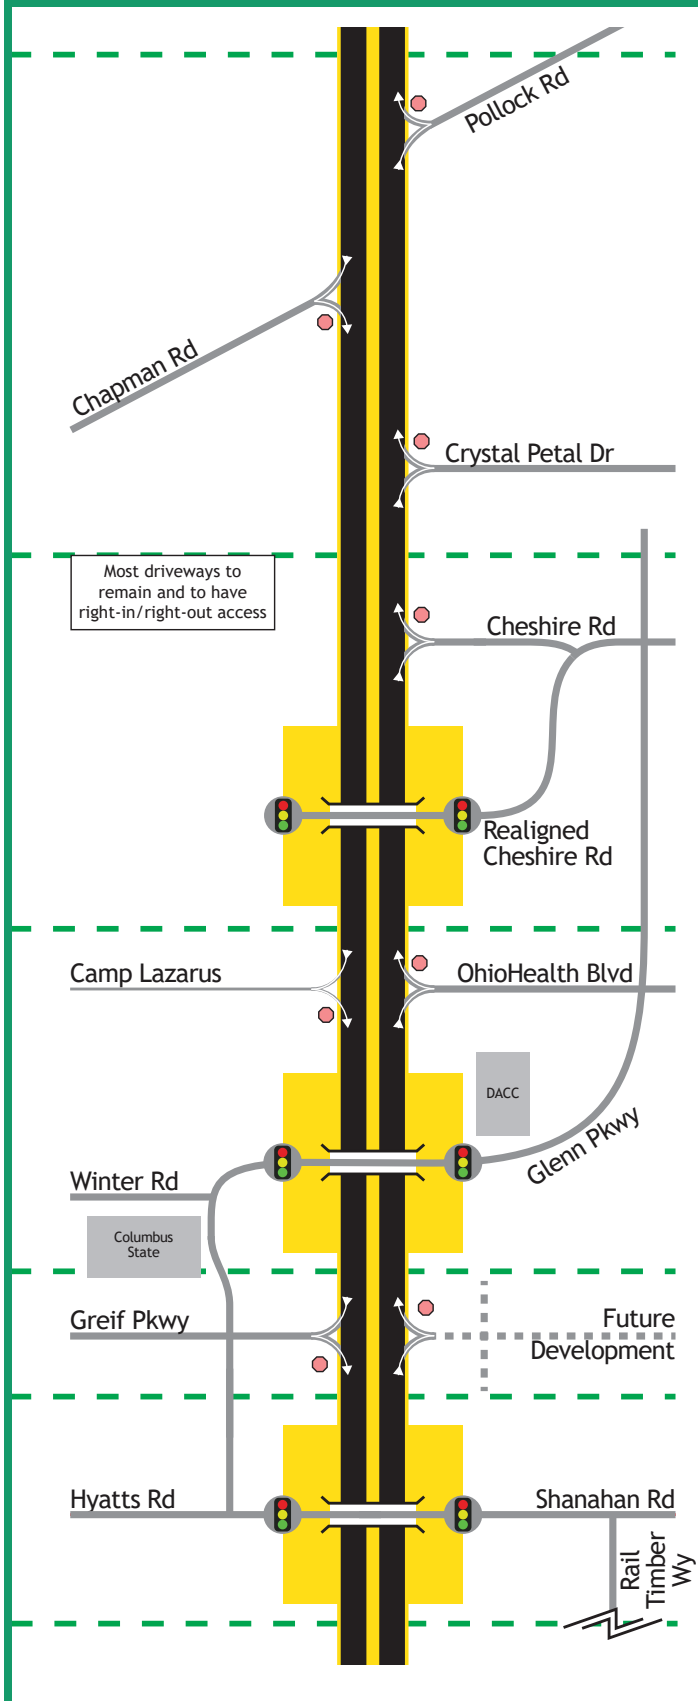 Pollock Rd
Chapman Rd
Crystal Petal Dr
Most driveways to
remain and to have
right-in/right-out access
Cheshire Rd
Realigned
Cheshire Rd
Camp Lazarus
OhioHealth Blvd
DACC
Glenn Pkwy
Winter Rd
Columbus
State
Greif Pkwy
Future
Development
Hyatts Rd
Shanahan Rd
Rail
Timber
Wy